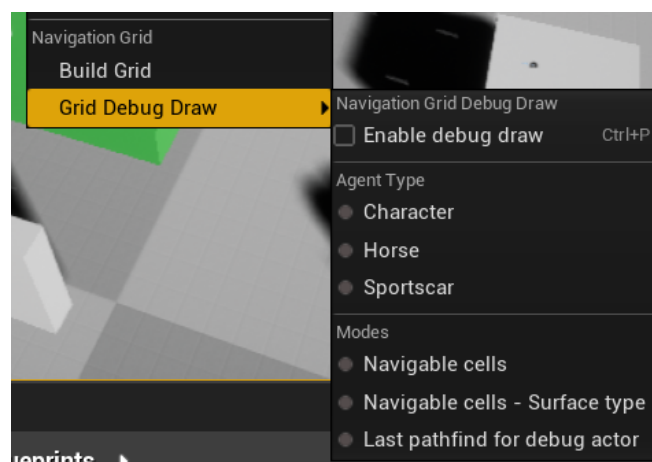 Navigation Grid
Build Grid
Grid Debug Draw
Navigation Grid Debug Draw
Enable debug draw Ctrl+P
Agent Type
Character
Horse
Sportscar
Modes
Navigable cells
Navigable cells - Surface type
Last pathfind for debug actor